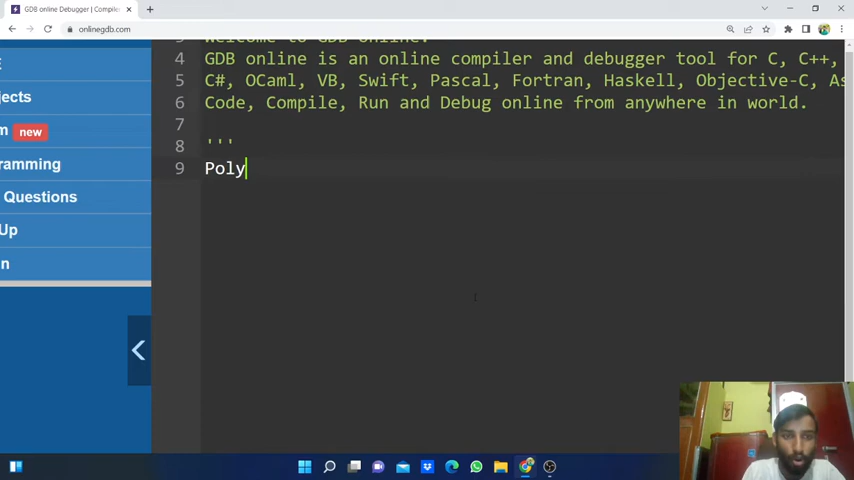 GDB online Debugger | Compiler
onlinegdb.com
GDB online is an online compiler and debugger tool for C, C++,
C#, OCaml, VB, Swift, Pascal, Fortran, Haskell, Objective-C, As
Code, Compile, Run and Debug online from anywhere in world.
'''
Poly
4
5
6
7
8
9
E
jects
m new
ramming
Questions
Up
n